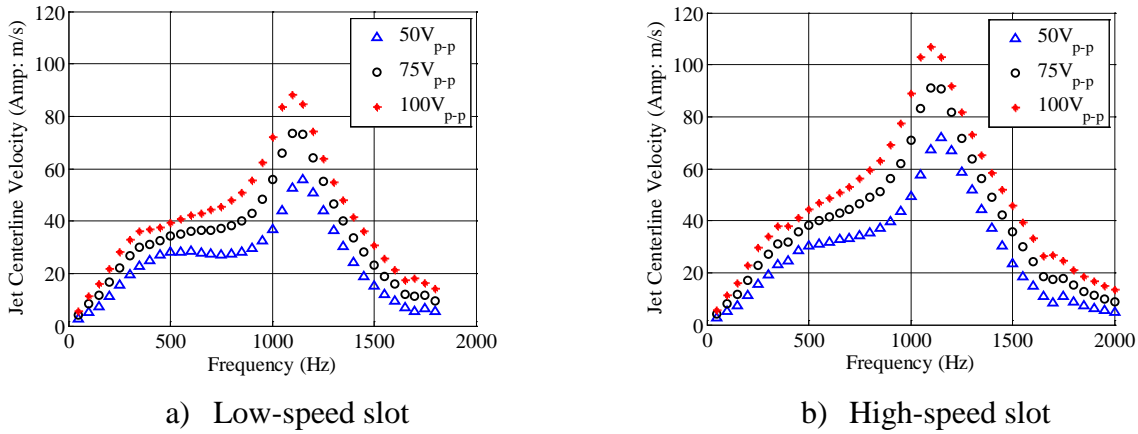 Jet Centerline Velocity (Amp: m/s)
120
100
80
60
40
20
0
50Vp-p
75Vp-p
100Vp-p
0 500 1000 1500 2000
Frequency (Hz)
a) Low-speed slot
Jet Centerline Velocity (Amp: m/s)
120
100
80
60
40
20
0
50Vp-p
75Vp-p
100Vp-p
0 500 1000 1500 2000
Frequency (Hz)
b) High-speed slot